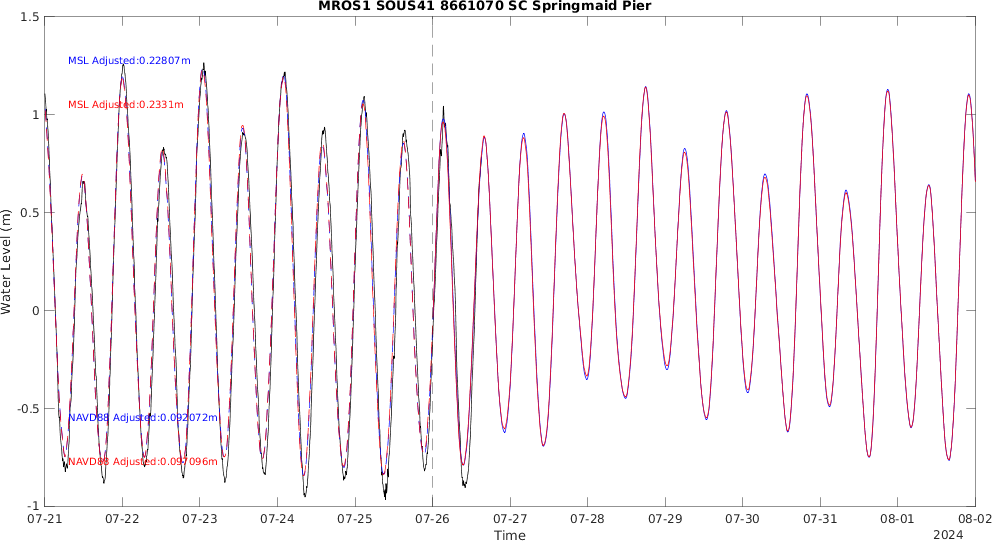 MROS1 SOUS41 8661070 SC Springmaid Pier
1.5
MSL Adjusted:0.22807m
MSL Adjusted:0.2331m
1
0.5
Water Level (m)
0
-0.5
NAVD88 Adjusted:0.092072m
NAVD88 Adjusted:0.097096m
-1
07-21 07-22 07-23 07-24 07-25 07-26 07-27 07-28 07-29 07-30 07-31 08-01 08-02
Time
2024